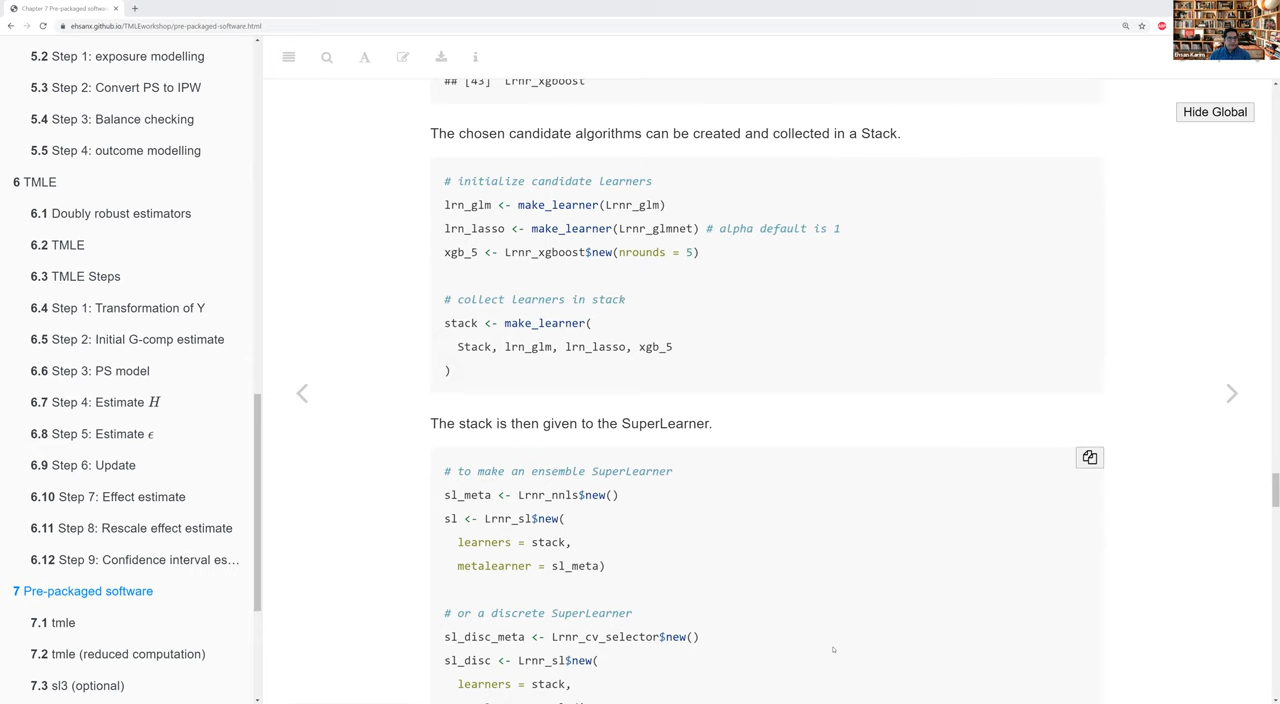 Chapter 7 Pre-packaged softwa
ehsanx.github.io/TMLEworkshop/pre-packaged-software.html
Ehsan Karim
5.2 Step 1: exposure modelling
5.3 Step 2: Convert PS to IPW
5.4 Step 3: Balance checking
5.5 Step 4: outcome modelling
6 TMLE
6.1 Doubly robust estimators
6.2 TMLE
6.3 TMLE Steps
6.4 Step 1: Transformation of Y
6.5 Step 2: Initial G-comp estimate
6.6 Step 3: PS model
6.7 Step 4: Estimate H
6.8 Step 5: Estimate ϵ
6.9 Step 6: Update
6.10 Step 7: Effect estimate
6.11 Step 8: Rescale effect estimate
6.12 Step 9: Confidence interval es…
7 Pre-packaged software
7.1 tmle
7.2 tmle (reduced computation)
7.3 sl3 (optional)
A
i
## [43] "Lrnr_xgboost"
Hide Global
The chosen candidate algorithms can be created and collected in a Stack.
# initialize candidate learners
lrn_glm <- make_learner(Lrnr_glm)
lrn_lasso <- make_learner(Lrnr_glmnet) # alpha default is 1
xgb_5 <- Lrnr_xgboost$new(nrounds = 5)
# collect learners in stack
stack <- make_learner(
Stack, lrn_glm, lrn_lasso, xgb_5
)
The stack is then given to the SuperLearner.
# to make an ensemble SuperLearner
sl_meta <- Lrnr_nnls$new()
sl <- Lrnr_sl$new(
learners = stack,
metalearner = sl_meta)
# or a discrete SuperLearner
sl_disc_meta <- Lrnr_cv_selector$new()
sl_disc <- Lrnr_sl$new(
learners = stack,